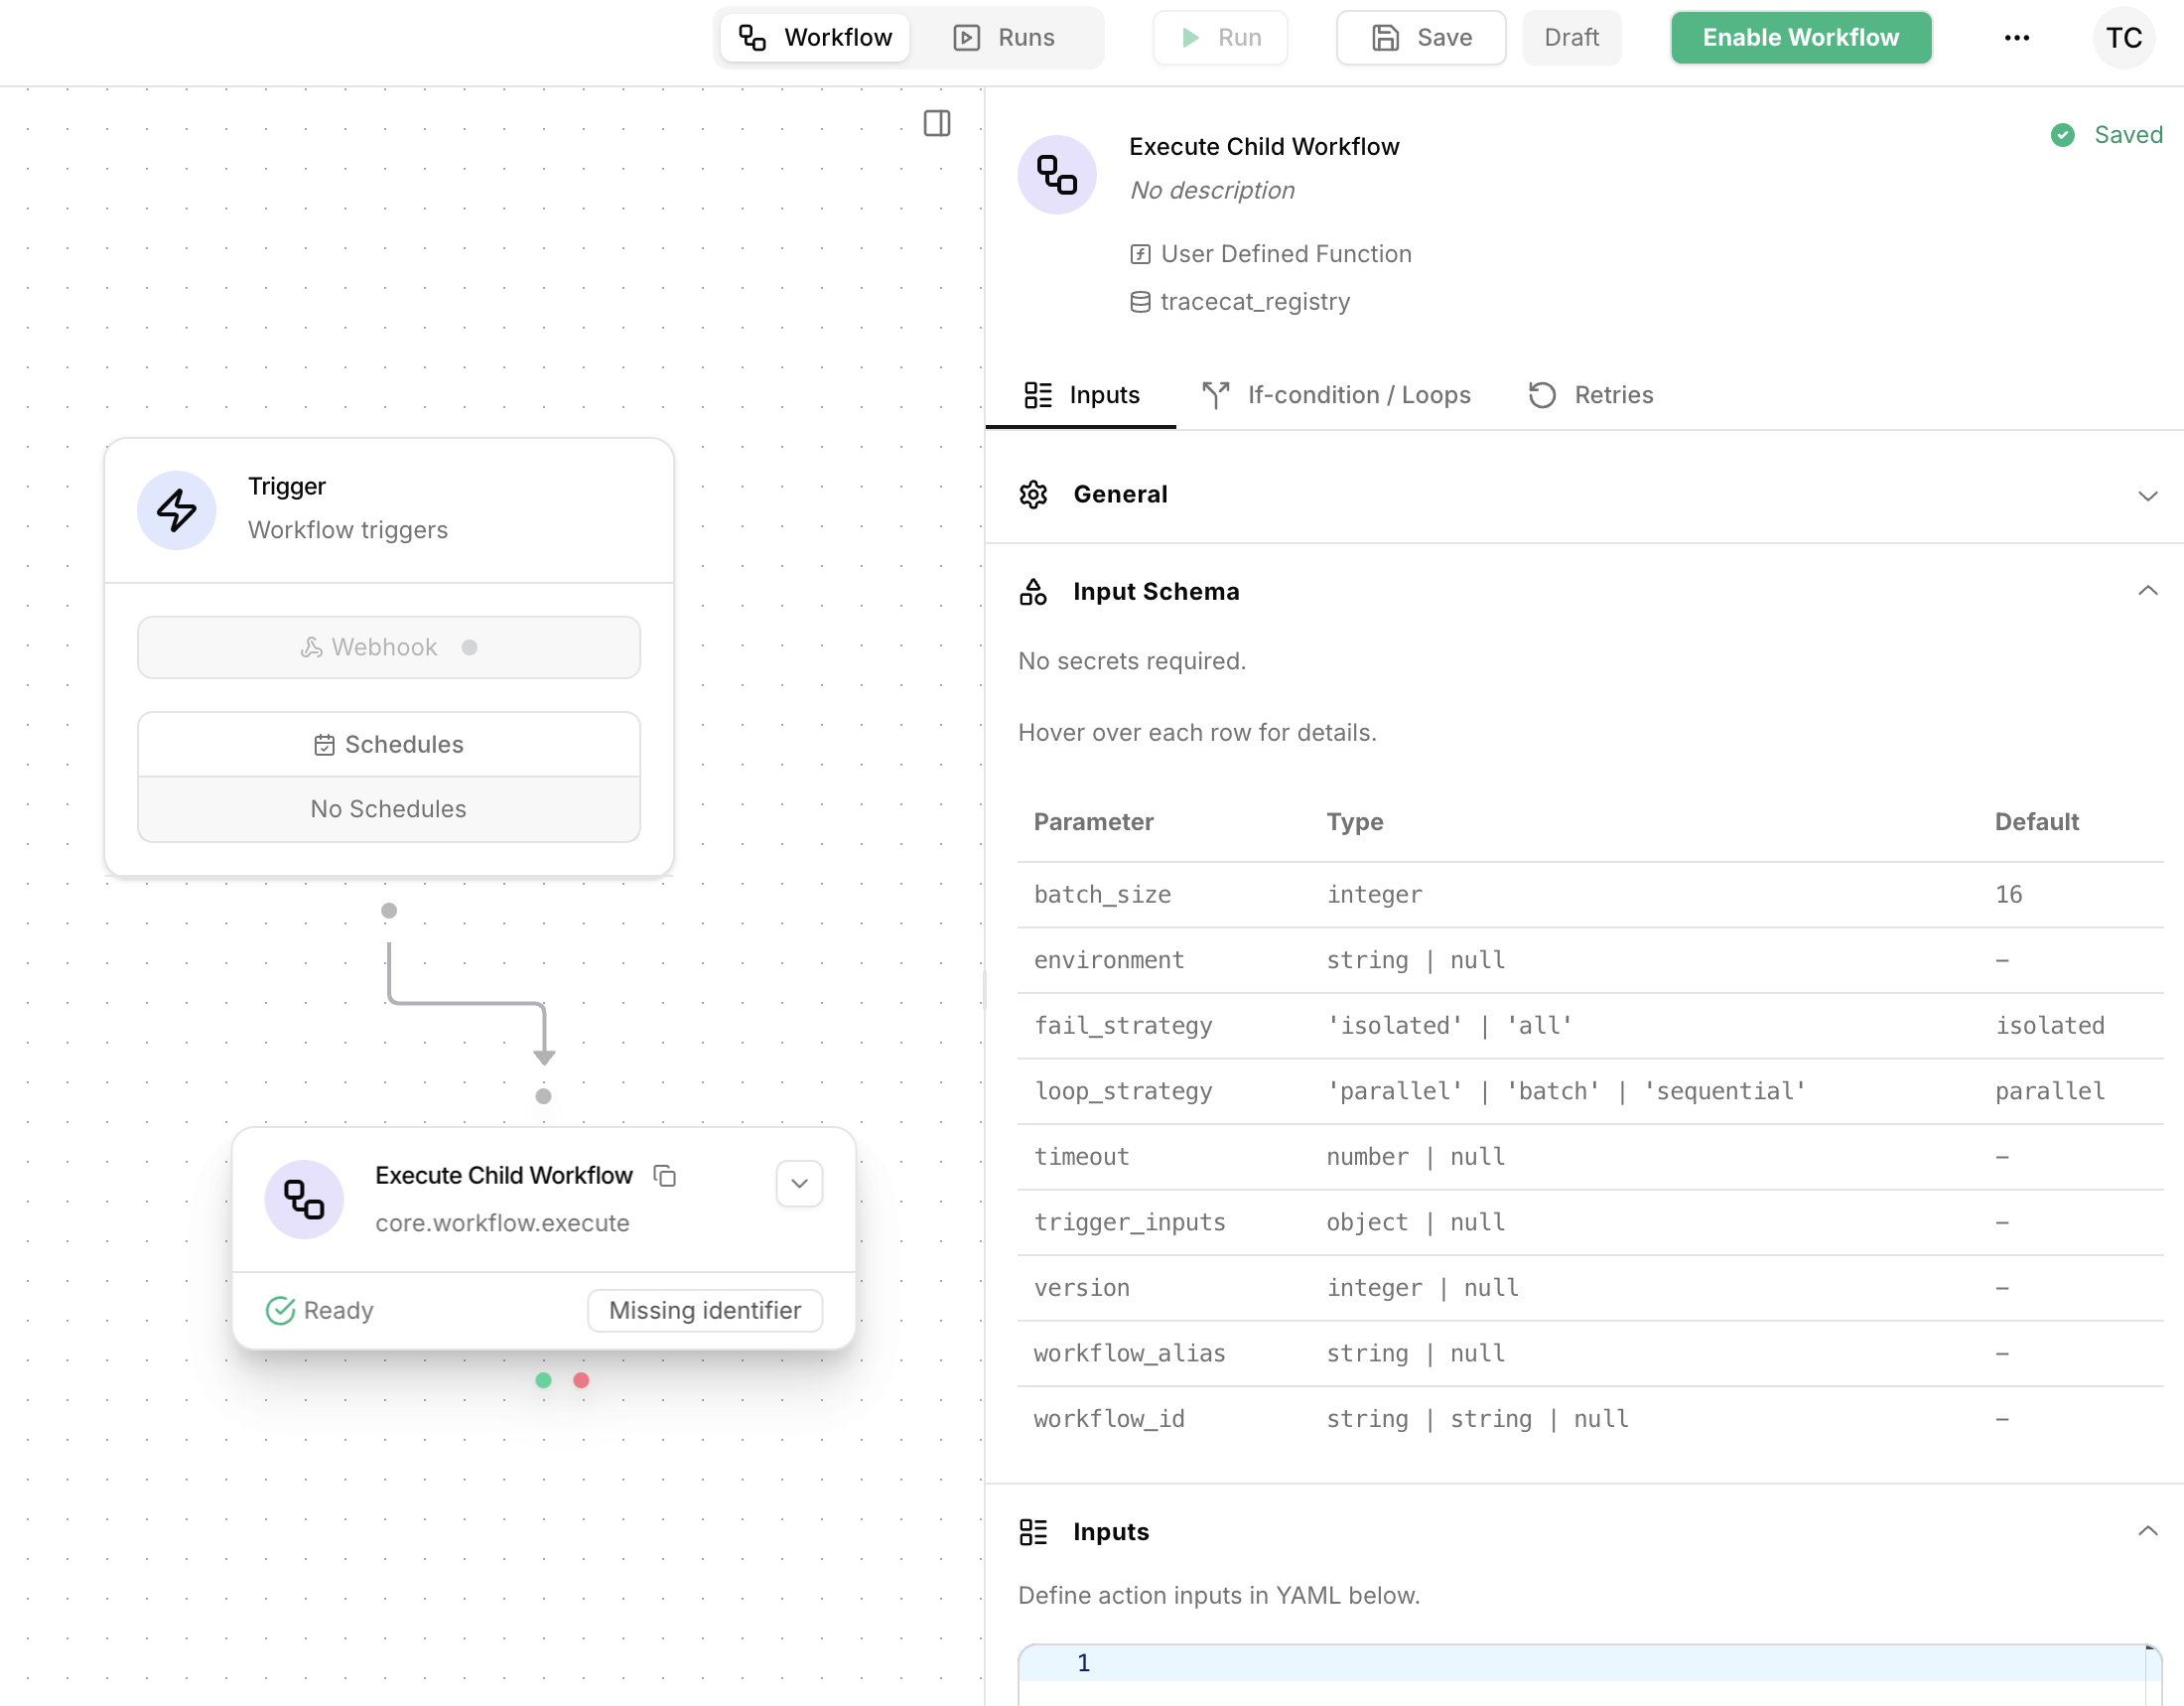 Workflow Runs Run Save Draft Enable Workflow TC
Trigger
Workflow triggers
Webhook
Schedules
No Schedules
Execute Child Workflow
core.workflow.execute
Ready Missing identifier
Execute Child Workflow
Saved
No description
User Defined Function
tracecat_registry
Inputs If-condition / Loops Retries
General
Input Schema
No secrets required.
Hover over each row for details.
Parameter Type Default
batch_size integer 16
environment string | null –
fail_strategy 'isolated' | 'all' isolated
loop_strategy 'parallel' | 'batch' | 'sequential' parallel
timeout number | null –
trigger_inputs object | null –
version integer | null –
workflow_alias string | null –
workflow_id string | string | null –
Inputs
Define action inputs in YAML below.
1